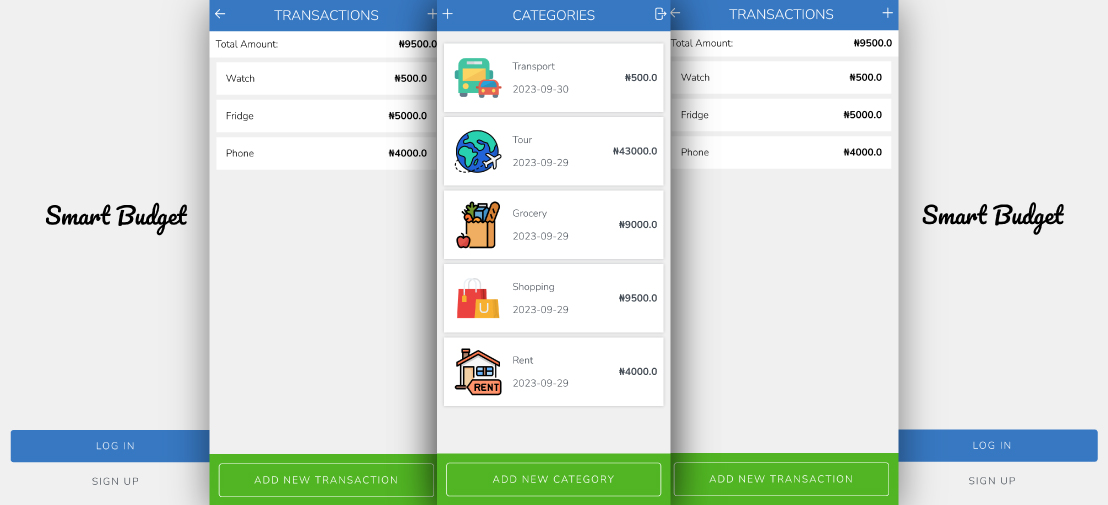 Smart Budget
LOG IN
SIGN UP
TRANSACTIONS
Total Amount: ₦9500.0
Watch ₦500.0
Fridge ₦5000.0
Phone ₦4000.0
ADD NEW TRANSACTION
CATEGORIES
Transport
2023-09-30
₦500.0
Tour
2023-09-29
₦43000.0
Grocery
2023-09-29
₦9000.0
U
Shopping
2023-09-29
₦9500.0
RENT
Rent
2023-09-29
₦4000.0
ADD NEW CATEGORY
TRANSACTIONS
Total Amount: ₦9500.0
Watch ₦500.0
Fridge ₦5000.0
Phone ₦4000.0
ADD NEW TRANSACTION
Smart Budget
LOG IN
SIGN UP